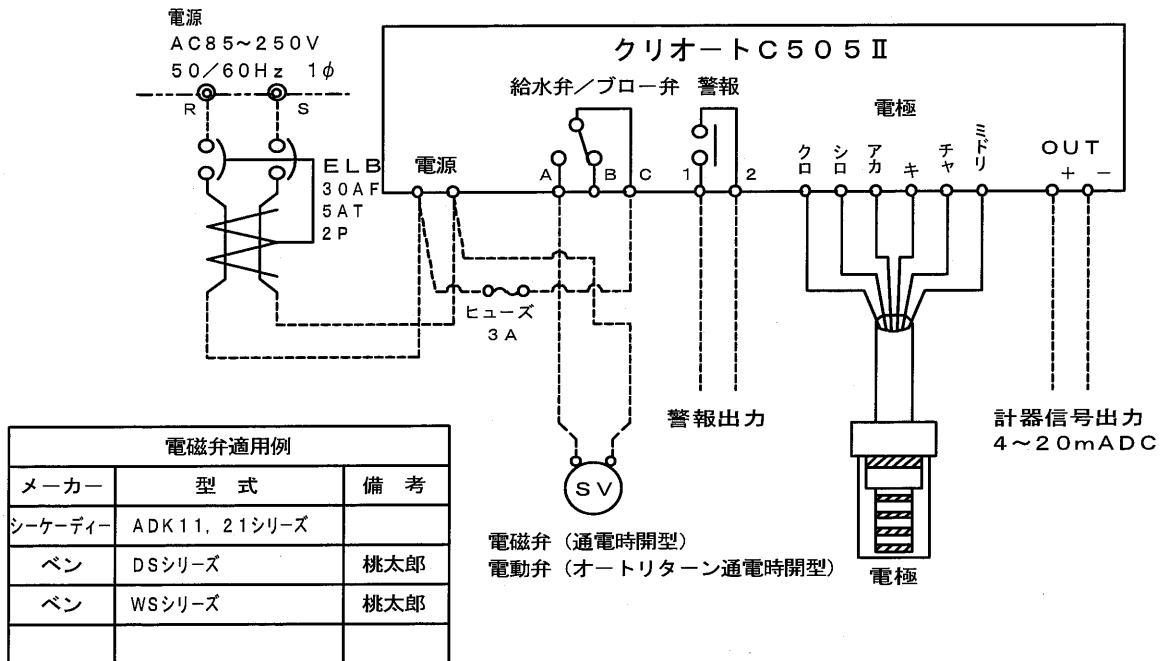 電源
AC85~250V
50/60Hz 1φ
R
S
ELB
30AF
5AT
2P
クリオートC505Ⅱ
給水弁/ブロー弁 警報
電極
電源
A
B
C
1
2
クロ
シロ
アカ
キ
チャ
ミドリ
OUT
+ -
ヒューズ
3A
警報出力
計器信号出力
4~20mADC
SV
電磁弁(通電時開型)
電動弁(オートリターン通電時開型)
電極
電磁弁適用例
メーカー 型 式 備 考
シーケーディー ADK11, 21シリーズ
ベン DSシリーズ 桃太郎
ベン WSシリーズ 桃太郎